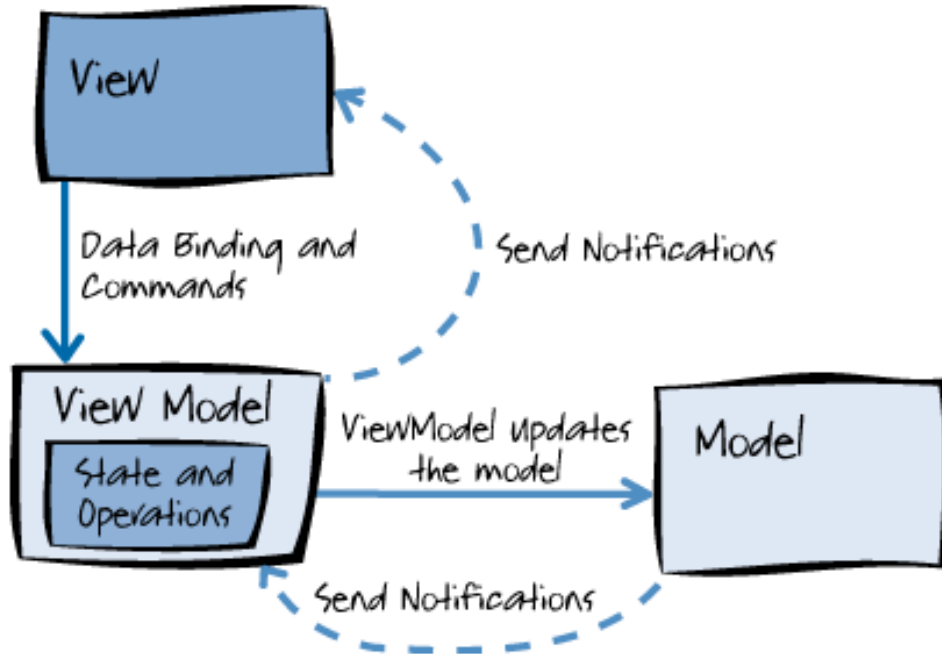 View
Data Binding and
Commands
Send Notifications
View Model
State and
Operations
ViewModel updates
the model
Model
Send Notifications